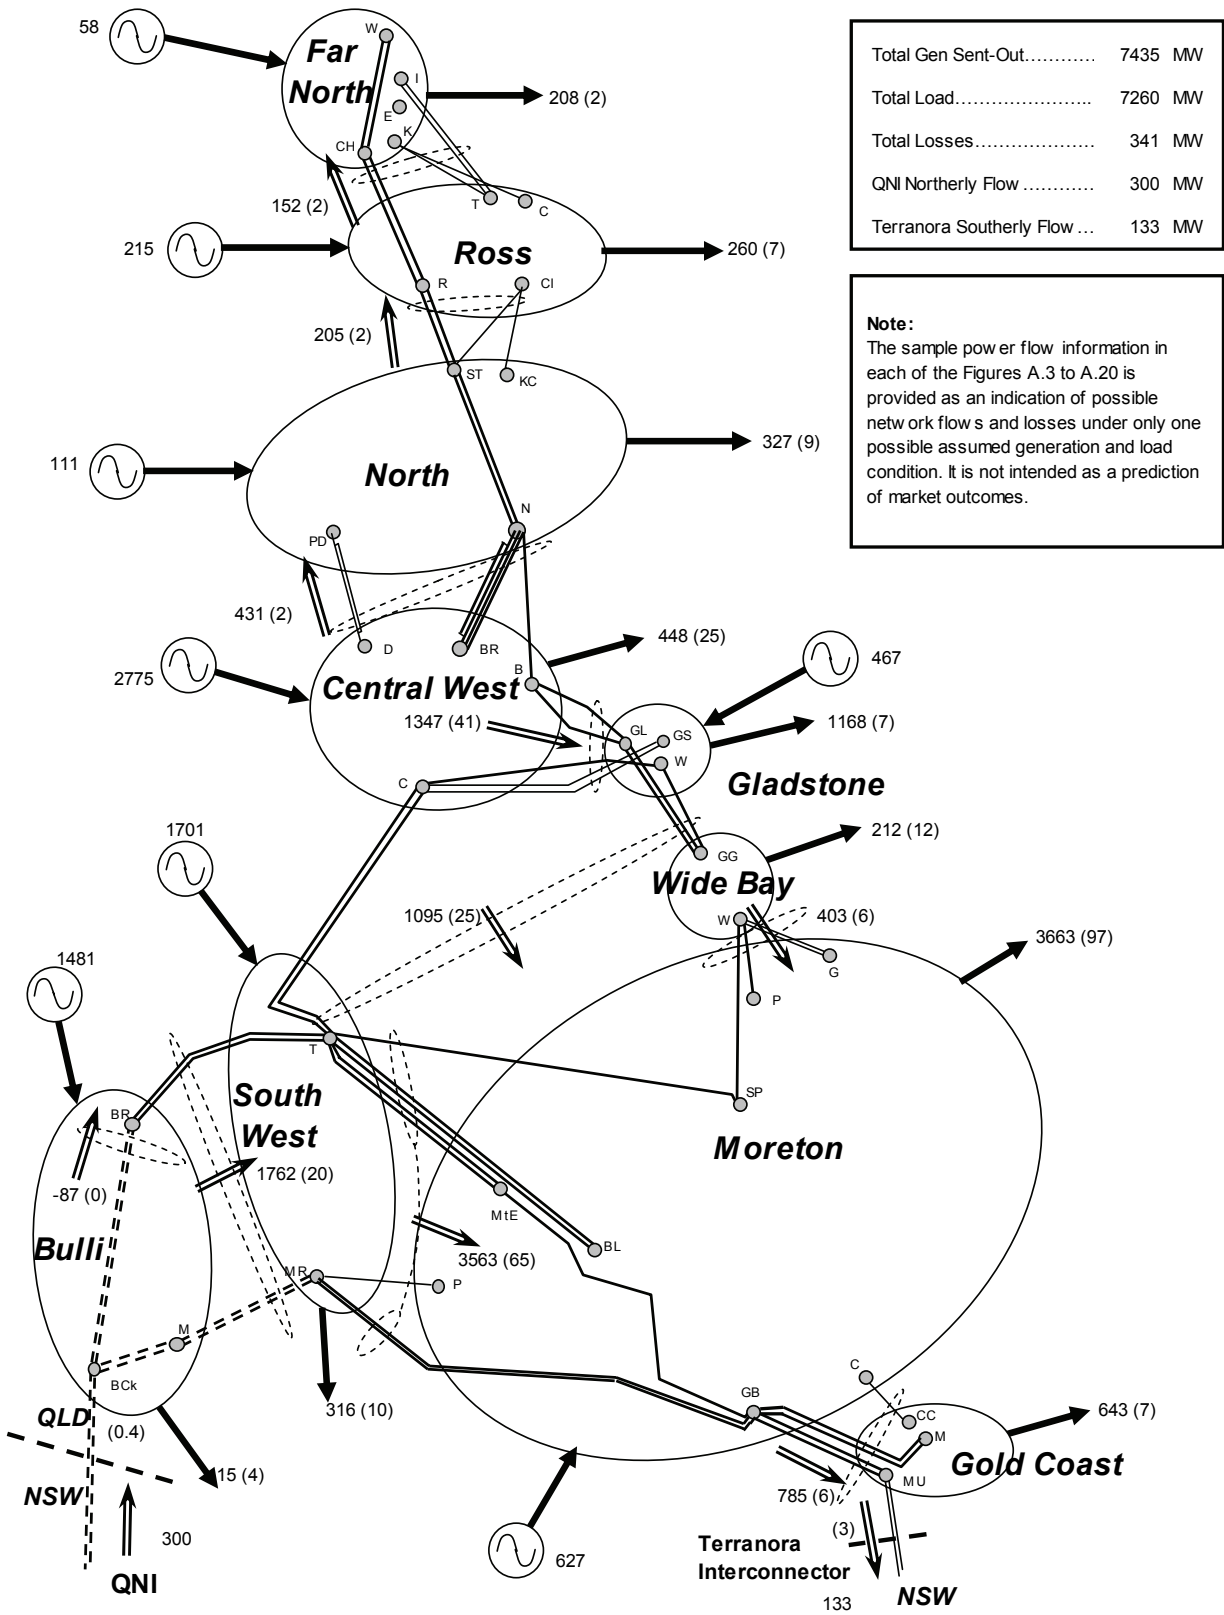 58
W
Far
North
I
E
K
CH
208 (2)
Total Gen Sent-Out............ 7435 MW
Total Load....................... 7260 MW
Total Losses..................... 341 MW
QNI Northerly Flow ............ 300 MW
Terranora Southerly Flow ... 133 MW
152 (2)
T
C
215
Ross
260 (7)
R
CI
205 (2)
Note:
The sample power flow information in
each of the Figures A.3 to A.20 is
provided as an indication of possible
network flows and losses under only one
possible assumed generation and load
condition. It is not intended as a prediction
of market outcomes.
ST
KC
111
North
327 (9)
N
PD
431 (2)
D
BR
448 (25)
467
2775
B
Central West
1347 (41)
1168 (7)
GL
GS
W
C
Gladstone
1701
212 (12)
GG
Wide Bay
1095 (25)
W
403 (6)
3663 (97)
1481
G
P
T
SP
BR
South
West
Moreton
1762 (20)
-87 (0)
MtE
Bulli
BL
3563 (65)
MR
P
M
BCk
C
316 (10)
GB
CC
643 (7)
QLD
(0.4)
M
Gold Coast
15 (4)
MU
NSW
785 (6)
300
(3)
627
Terranora
Interconnector
QNI
NSW
133